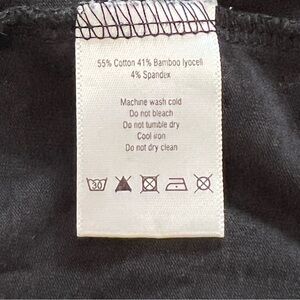 55% Cotton 41% Bamboo lyocell
4% Spandex
Machine wash cold
Do not bleach
Do not tumble dry
Cool iron
Do not dry clean
30